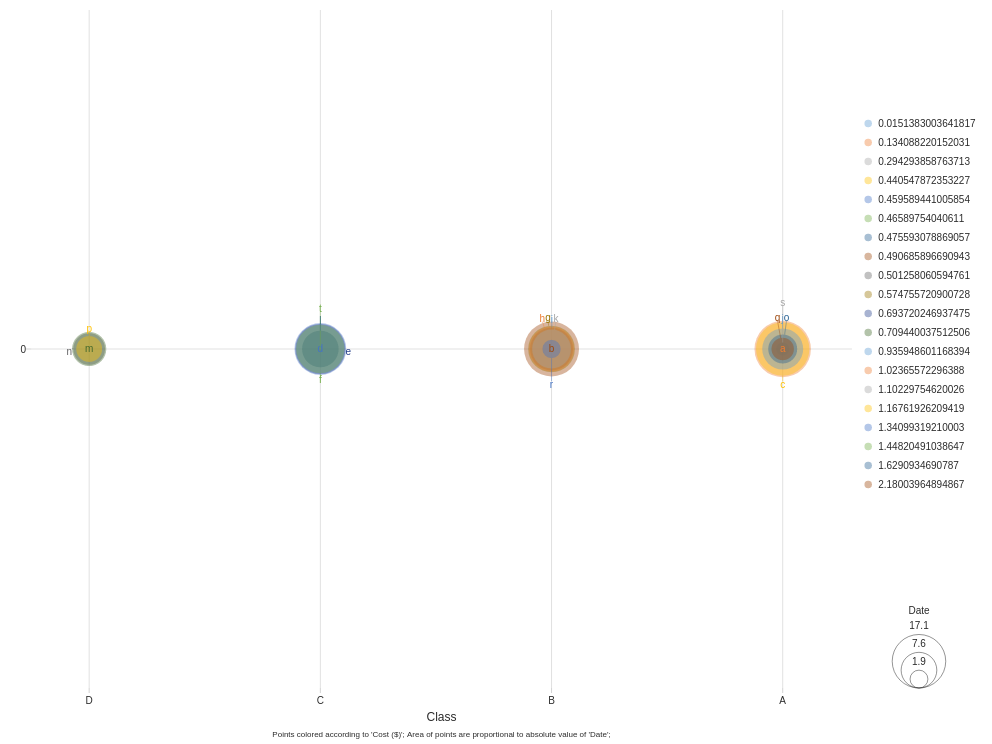 0.0151383003641817
0.134088220152031
0.294293858763713
0.440547872353227
0.459589441005854
0.46589754040611
0.475593078869057
0.490685896690943
0.501258060594761
0.574755720900728
0.693720246937475
0.709440037512506
0.935948601168394
1.02365572296388
1.10229754620026
1.16761926209419
1.34099319210003
1.44820491038647
1.6290934690787
2.18003964894867
s
t
h g k
q o
p
0
n m
d e
b
a
f
r
c
Date
17.1
7.6
1.9
D C B A
Class
Points colored according to 'Cost ($)'; Area of points are proportional to absolute value of 'Date';